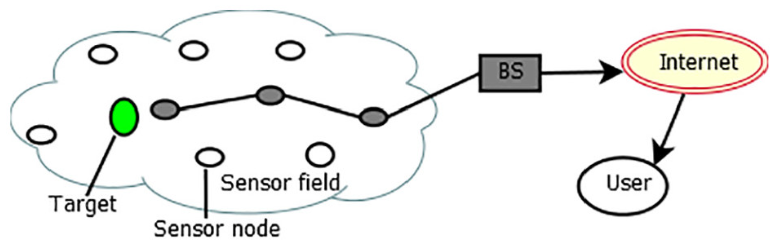 BS
Internet
Sensor field
User
Target
Sensor node